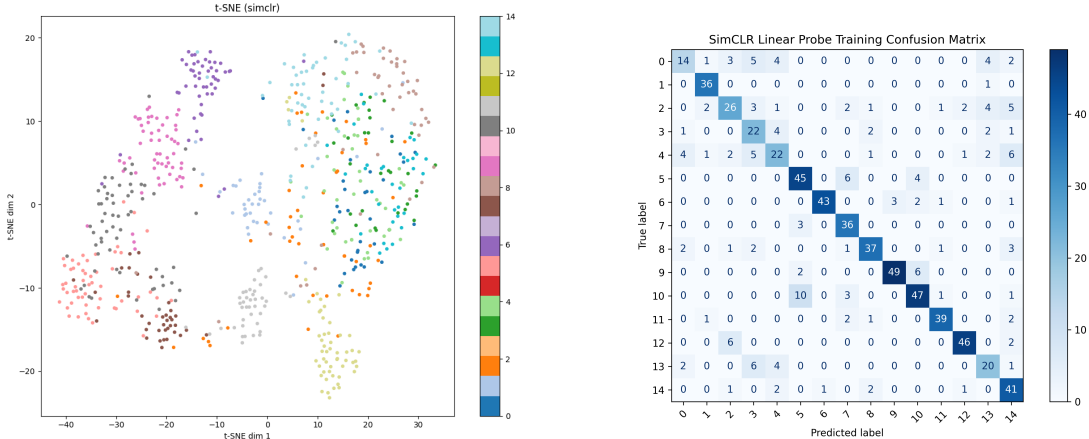 t-SNE (simclr)
t-SNE dim 2
20
10
0
−10
−20
−40 −30 −20 −10 0 10 20 30
t-SNE dim 1
14
12
10
8
6
4
2
0
SimCLR Linear Probe Training Confusion Matrix
True label
0 14 1 3 5 4 0 0 0 0 0 0 0 0 4 2
1 0 36 0 0 0 0 0 0 0 0 0 0 0 1 0
2 0 2 26 3 1 0 0 2 1 0 0 1 2 4 5
3 1 0 0 22 4 0 0 0 2 0 0 0 0 2 1
4 4 1 2 5 22 0 0 0 1 0 0 0 1 2 6
5 0 0 0 0 0 45 0 6 0 0 4 0 0 0 0
6 0 0 0 0 0 0 43 0 0 3 2 1 0 0 1
7 0 0 0 0 0 3 0 36 0 0 0 0 0 0 0
8 2 0 1 2 0 0 0 1 37 0 0 1 0 0 3
9 0 0 0 0 0 2 0 0 0 49 6 0 0 0 0
10 0 0 0 0 0 10 0 3 0 0 47 1 0 0 1
11 0 1 0 0 0 0 0 2 1 0 0 39 0 0 2
12 0 0 6 0 0 0 0 0 0 0 0 0 46 0 2
13 2 0 0 6 4 0 0 0 0 0 0 0 0 20 1
14 0 0 1 0 2 0 1 0 2 0 0 0 1 0 41
0 1 2 3 4 5 6 7 8 9 10 11 12 13 14
Predicted label
40
30
20
10
0